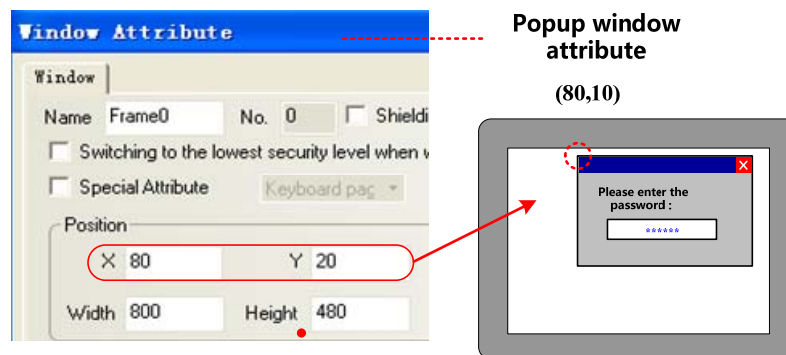 Window Attribute
Popup window
attribute
(80,10)
Window
Name Frame0 No. 0 Shieldi
Switching to the lowest security level when w
Special Attribute Keyboard pag
Position
X 80 Y 20
Width 800 Height 480
Please enter the
password :
******